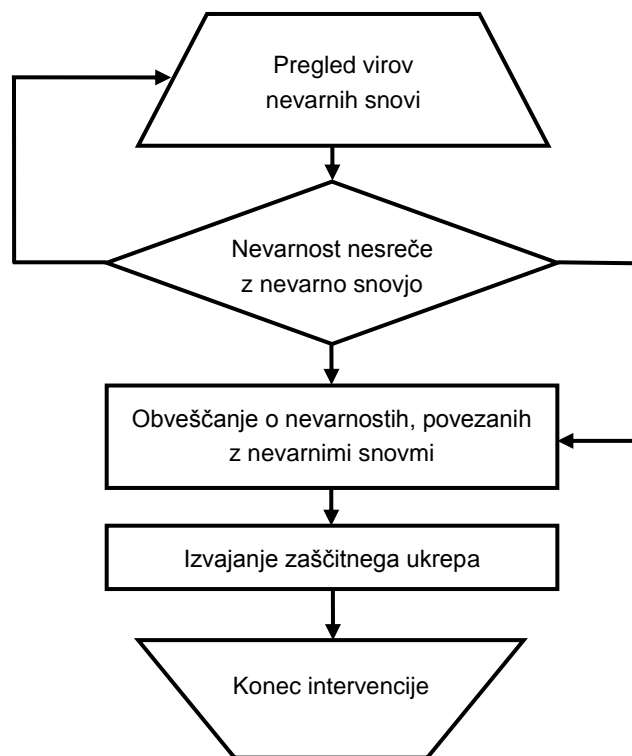 Pregled virov
nevarnih snovi
Nevarnost nesreče
z nevarno snovjo
Obveščanje o nevarnostih, povezanih
z nevarnimi snovmi
Izvajanje zaščitnega ukrepa
Konec intervencije